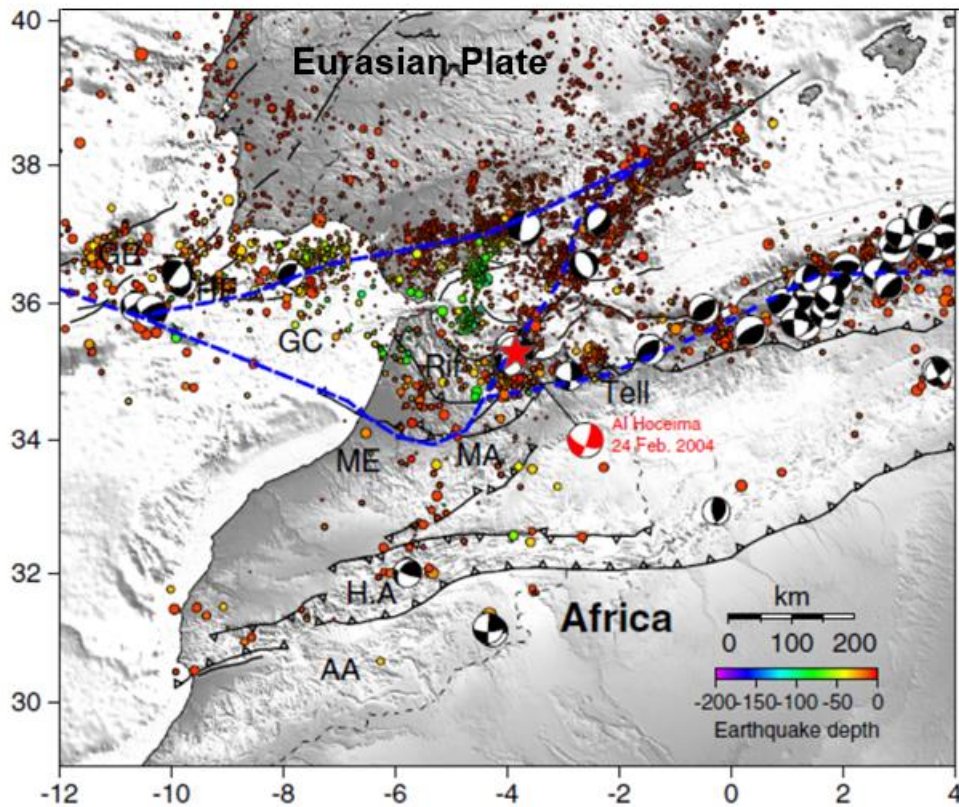 40
Eurasian Plate
38
GB
HF
36
GC
Rif
Tell
Al Hoceima
24 Feb. 2004
34
ME
MA
32
H.A
Africa
km
0 100 200
AA
30
-200 -150 -100 -50 0
Earthquake depth
-12 -10 -8 -6 -4 -2 0 2 4